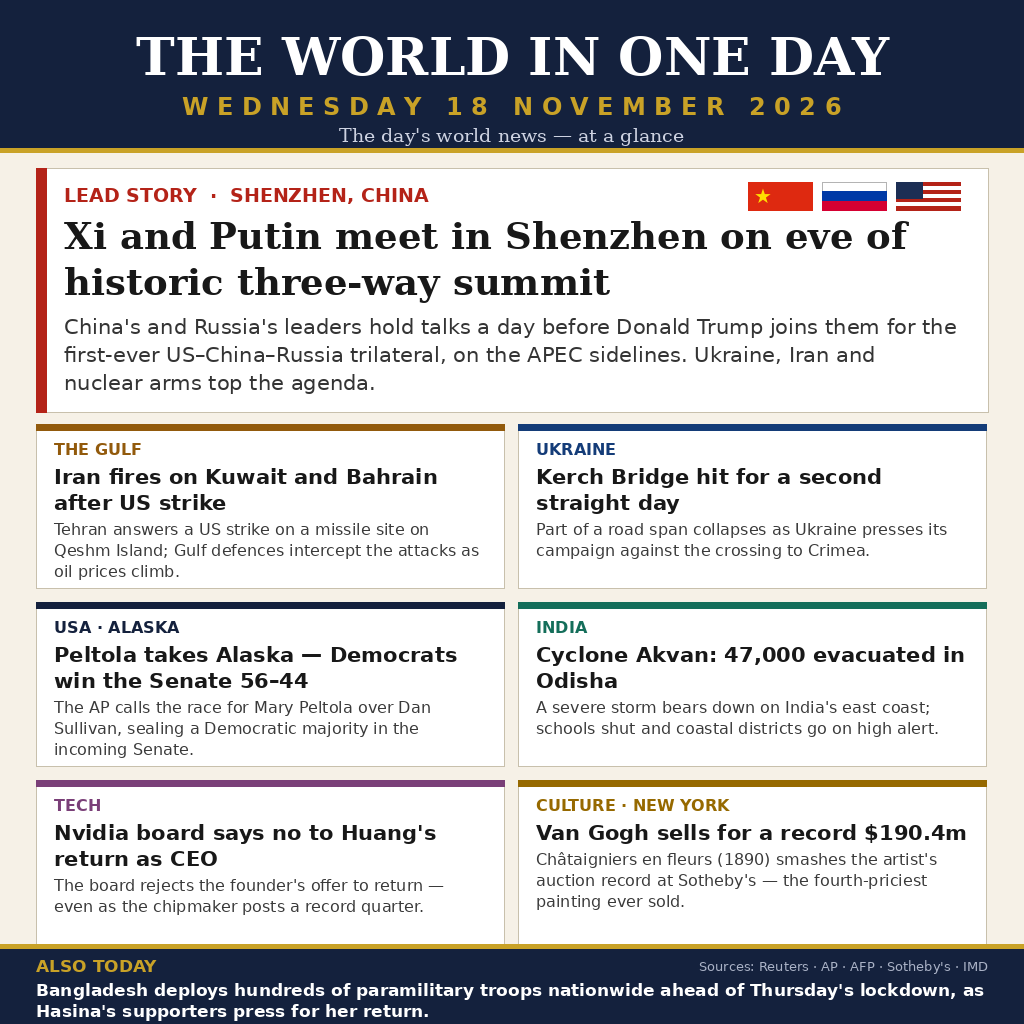 THE WORLD IN ONE DAY
WEDNESDAY 18 NOVEMBER 2026
The day's world news — at a glance
LEAD STORY · SHENZHEN, CHINA
Xi and Putin meet in Shenzhen on eve of
historic three-way summit
China's and Russia's leaders hold talks a day before Donald Trump joins them for the
first-ever US–China–Russia trilateral, on the APEC sidelines. Ukraine, Iran and
nuclear arms top the agenda.
THE GULF
Iran fires on Kuwait and Bahrain
after US strike
Tehran answers a US strike on a missile site on
Qeshm Island; Gulf defences intercept the attacks as
oil prices climb.
UKRAINE
Kerch Bridge hit for a second
straight day
Part of a road span collapses as Ukraine presses its
campaign against the crossing to Crimea.
USA · ALASKA
Peltola takes Alaska — Democrats
win the Senate 56–44
The AP calls the race for Mary Peltola over Dan
Sullivan, sealing a Democratic majority in the
incoming Senate.
INDIA
Cyclone Akvan: 47,000 evacuated in
Odisha
A severe storm bears down on India's east coast;
schools shut and coastal districts go on high alert.
TECH
Nvidia board says no to Huang's
return as CEO
The board rejects the founder's offer to return —
even as the chipmaker posts a record quarter.
CULTURE · NEW YORK
Van Gogh sells for a record $190.4m
Châtaigniers en fleurs (1890) smashes the artist's
auction record at Sotheby's — the fourth-priciest
painting ever sold.
ALSO TODAY
Sources: Reuters · AP · AFP · Sotheby's · IMD
Bangladesh deploys hundreds of paramilitary troops nationwide ahead of Thursday's lockdown, as
Hasina's supporters press for her return.